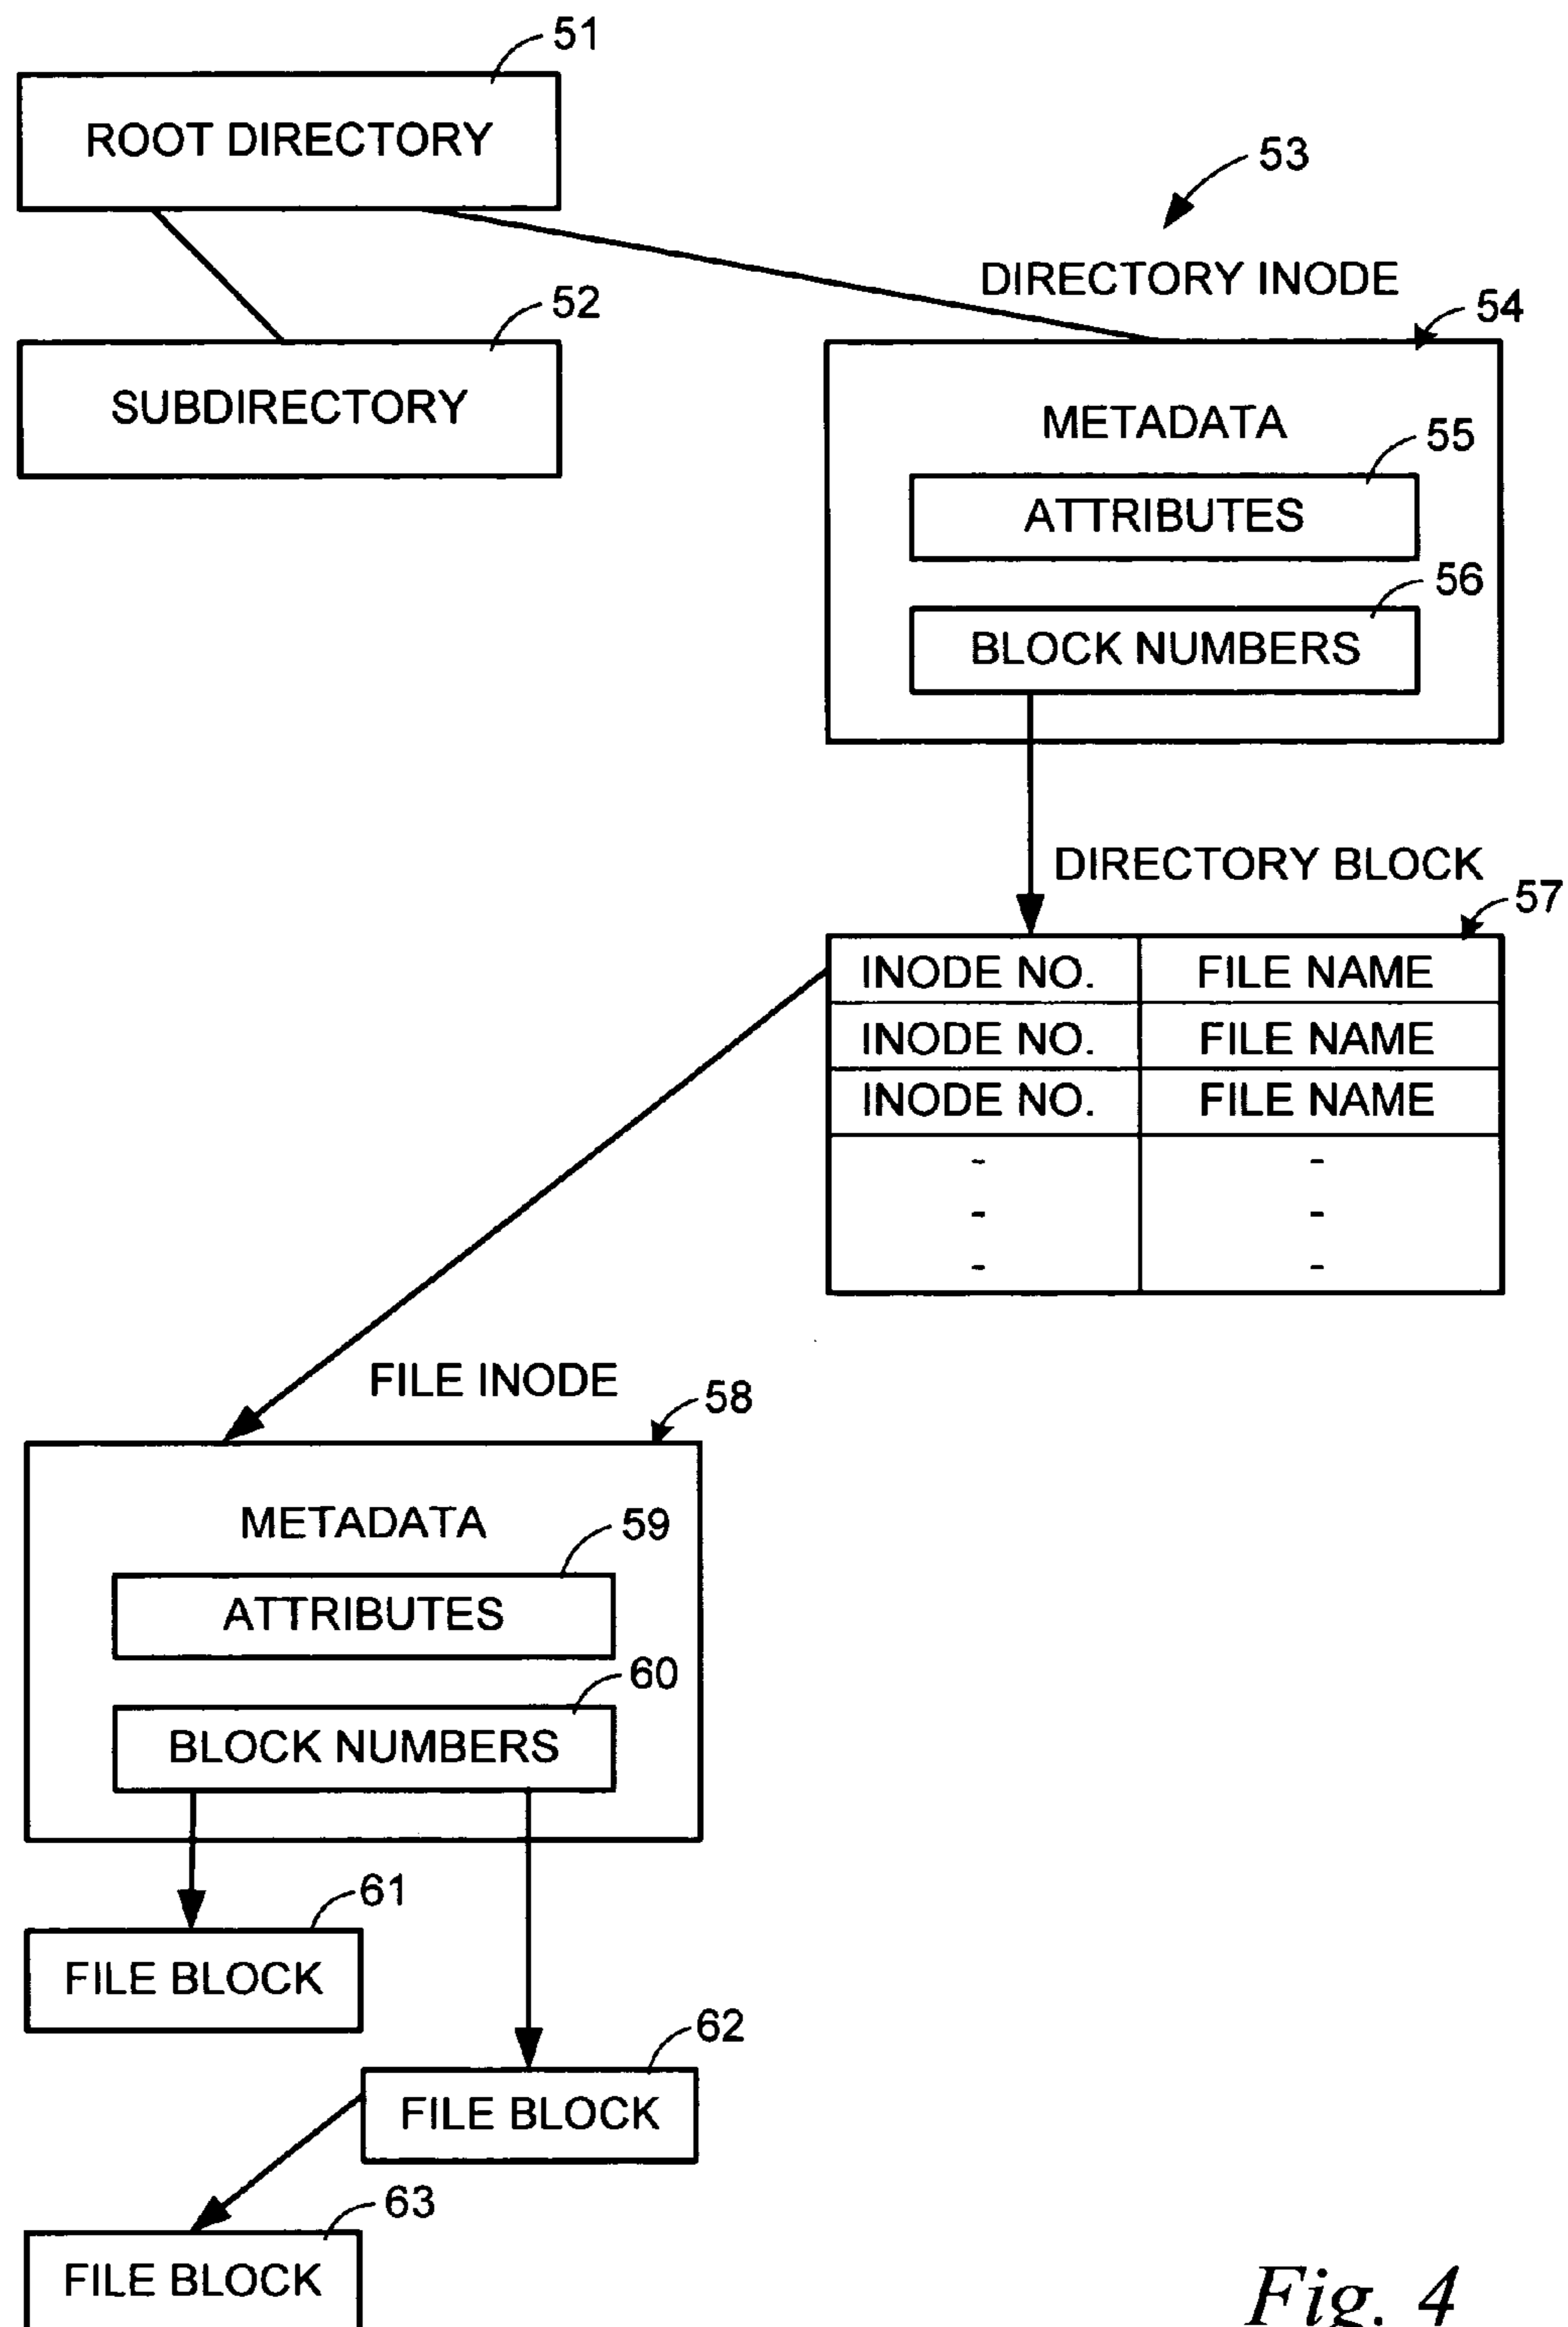 51
ROOT DIRECTORY
53
DIRECTORY INODE
52
SUBDIRECTORY
54
METADATA
55
ATTRIBUTES
56
BLOCK NUMBERS
DIRECTORY BLOCK
57
INODE NO. FILE NAME
INODE NO. FILE NAME
INODE NO. FILE NAME
- -
- -
- -
FILE INODE
58
METADATA
59
ATTRIBUTES
60
BLOCK NUMBERS
61
FILE BLOCK
62
FILE BLOCK
63
FILE BLOCK
Fig. 4